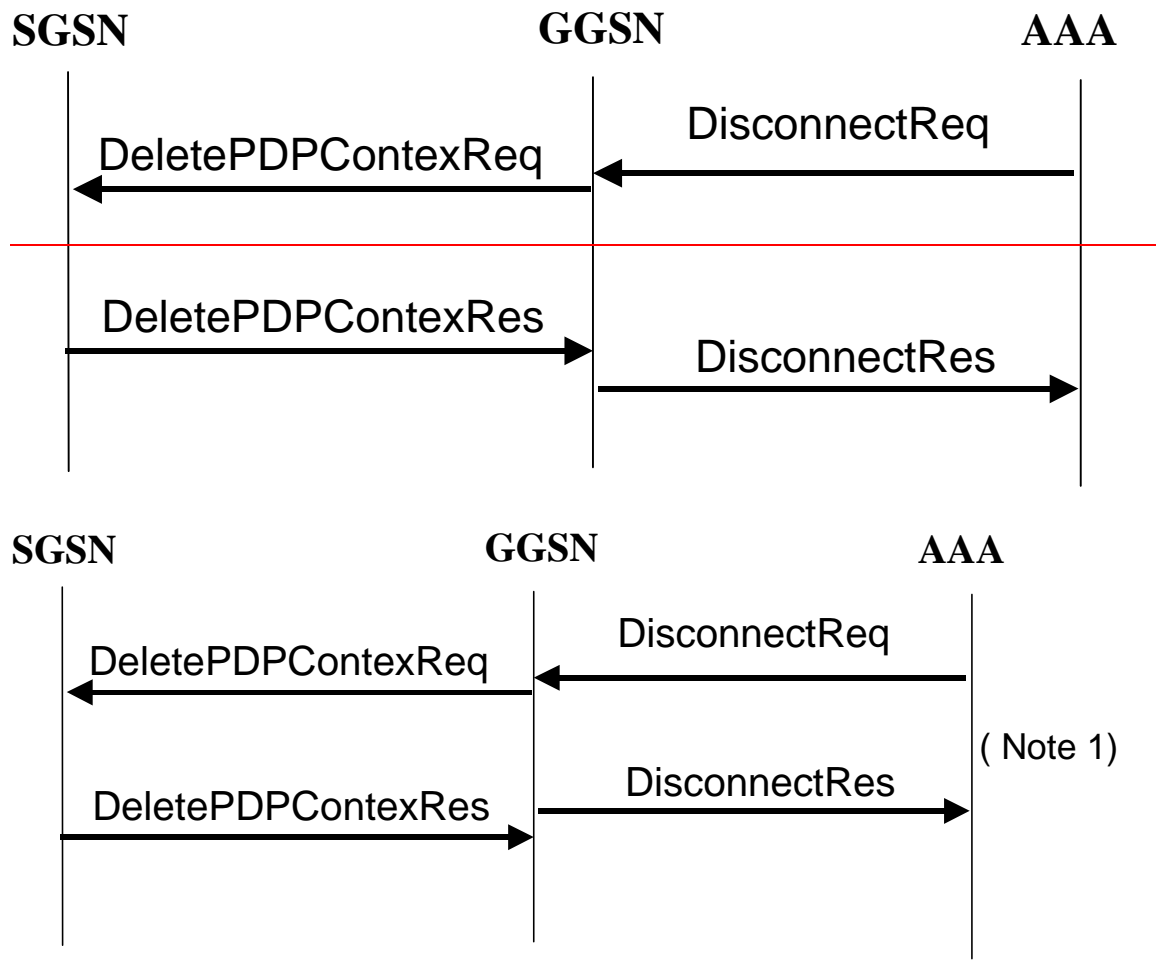 SGSN GGSN AAA
DisconnectReq
DeletePDPContexReq
DeletePDPContexRes
DisconnectRes
SGSN GGSN AAA
DisconnectReq
DeletePDPContexReq
( Note 1)
DisconnectRes
DeletePDPContexRes